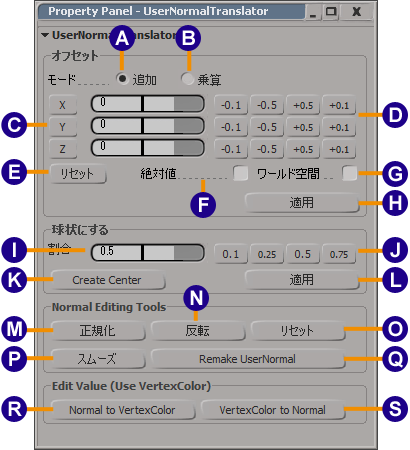 Property Panel - UserNormalTranslator
UserNormalTranslator
オフセット
A
B
モード
追加
乗算
C
X
0
-0.1
-0.5
+0.5
+0.1
D
Y
0
-0.1
-0.5
+0.5
+0.1
Z
0
-0.1
-0.5
+0.5
+0.1
E
リセット
絶対値
ワールド空間
G
F
適用
H
球状にする
I
割合
0.5
0.1
0.25
0.5
0.75
J
K
Create Center
適用
L
Normal Editing Tools
N
M
正規化
反転
リセット
O
P
スムーズ
Remake UserNormal
Q
Edit Value (Use VertexColor)
R
Normal to VertexColor
VertexColor to Normal
S